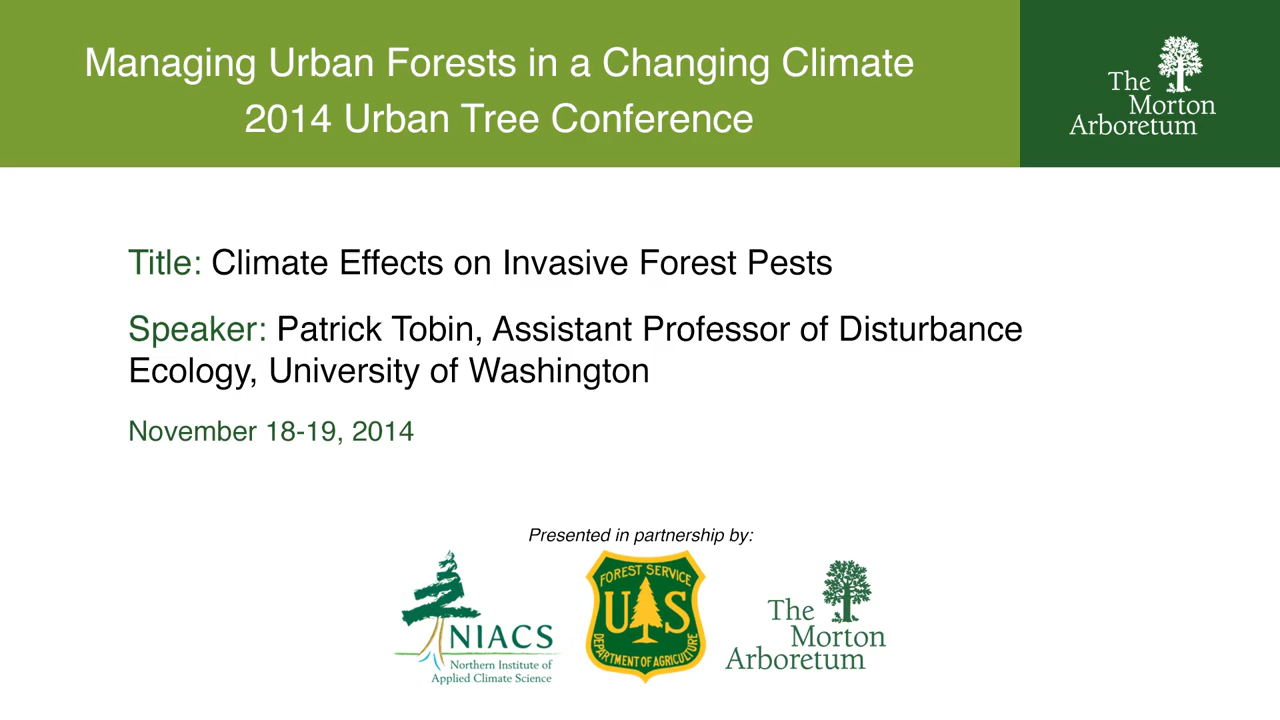 Managing Urban Forests in a Changing Climate
2014 Urban Tree Conference
The
Morton
Arboretum
Title: Climate Effects on Invasive Forest Pests
Speaker: Patrick Tobin, Assistant Professor of Disturbance
Ecology, University of Washington
November 18-19, 2014
Presented in partnership by:
NIACS
Northern Institute of
Applied Climate Science
FOREST SERVICE
U S
DEPARTMENT OF AGRICULTURE
The
Morton
Arboretum